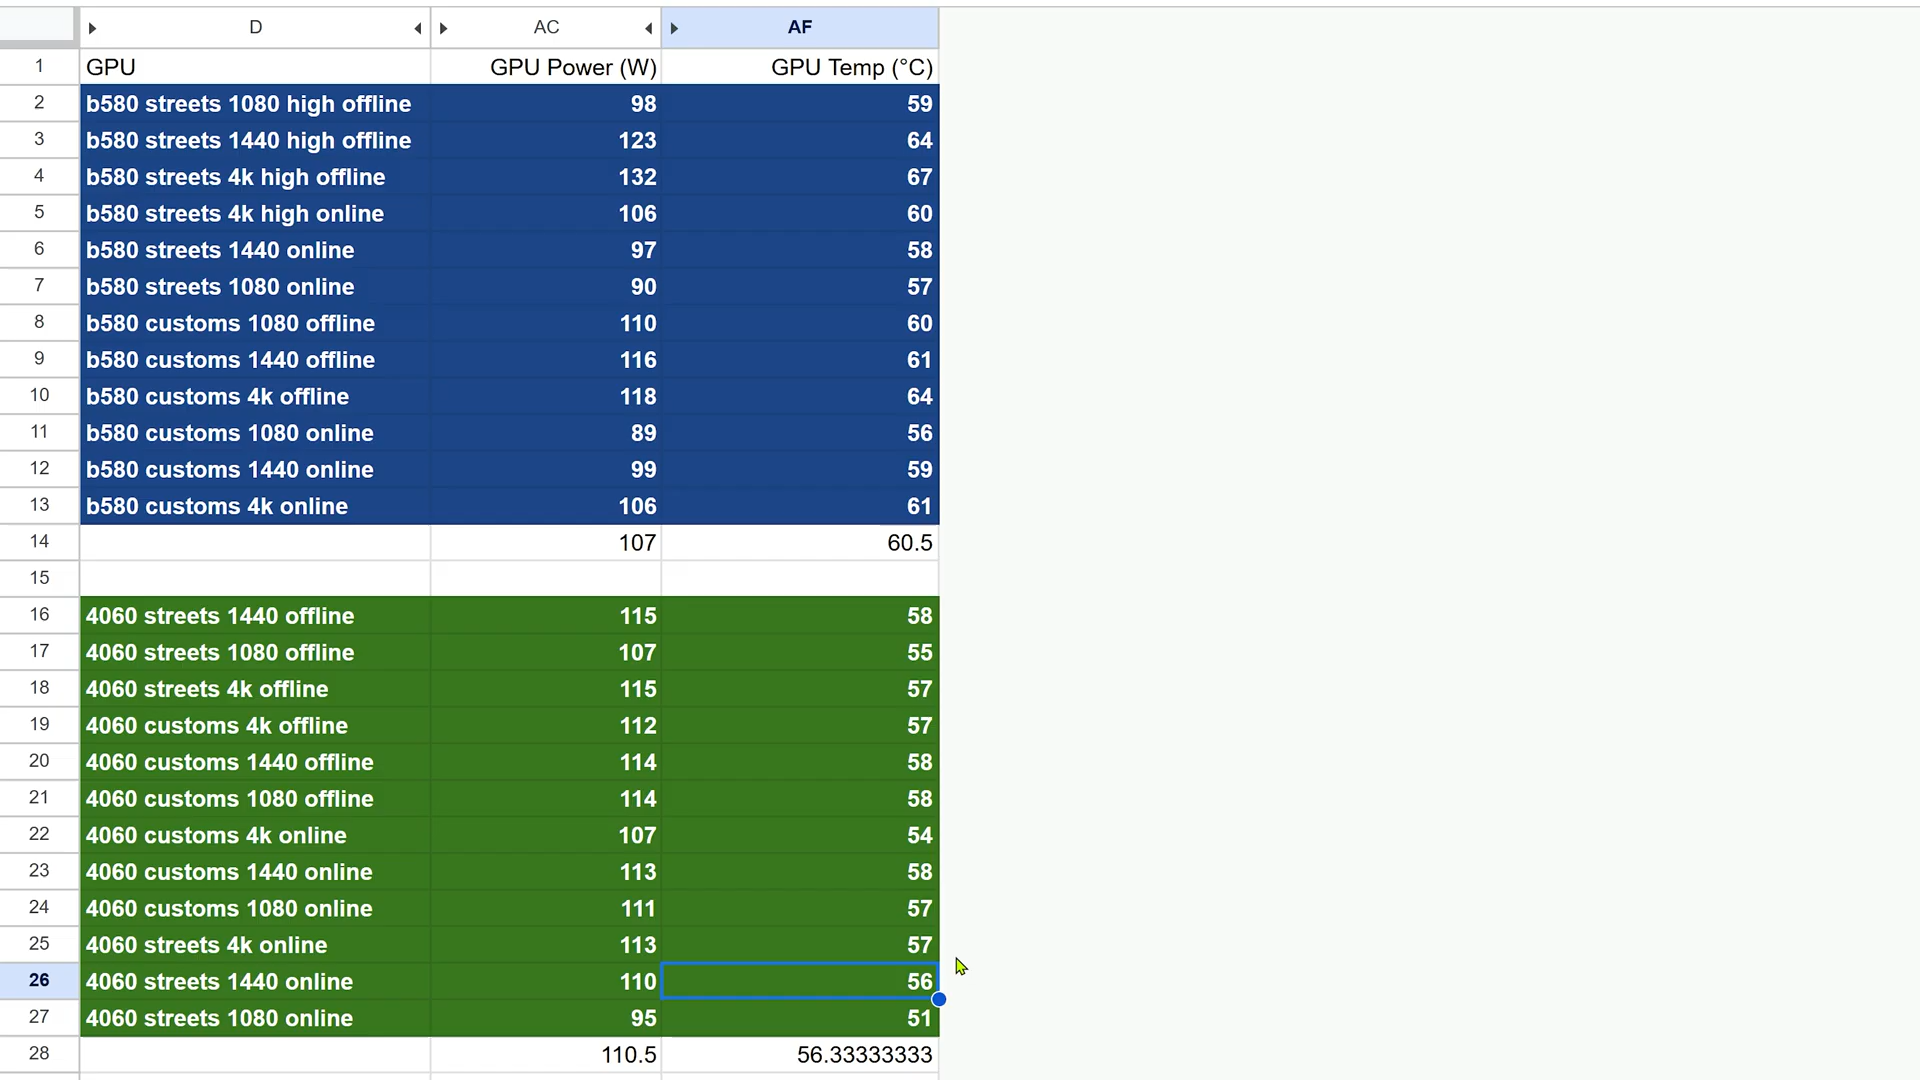 D AC AF
1 GPU GPU Power (W) GPU Temp (°C)
2 b580 streets 1080 high offline 98 59
3 b580 streets 1440 high offline 123 64
4 b580 streets 4k high offline 132 67
5 b580 streets 4k high online 106 60
6 b580 streets 1440 online 97 58
7 b580 streets 1080 online 90 57
8 b580 customs 1080 offline 110 60
9 b580 customs 1440 offline 116 61
10 b580 customs 4k offline 118 64
11 b580 customs 1080 online 89 56
12 b580 customs 1440 online 99 59
13 b580 customs 4k online 106 61
14 107 60.5
15
16 4060 streets 1440 offline 115 58
17 4060 streets 1080 offline 107 55
18 4060 streets 4k offline 115 57
19 4060 customs 4k offline 112 57
20 4060 customs 1440 offline 114 58
21 4060 customs 1080 offline 114 58
22 4060 customs 4k online 107 54
23 4060 customs 1440 online 113 58
24 4060 customs 1080 online 111 57
25 4060 streets 4k online 113 57
26 4060 streets 1440 online 110 56
27 4060 streets 1080 online 95 51
28 110.5 56.33333333